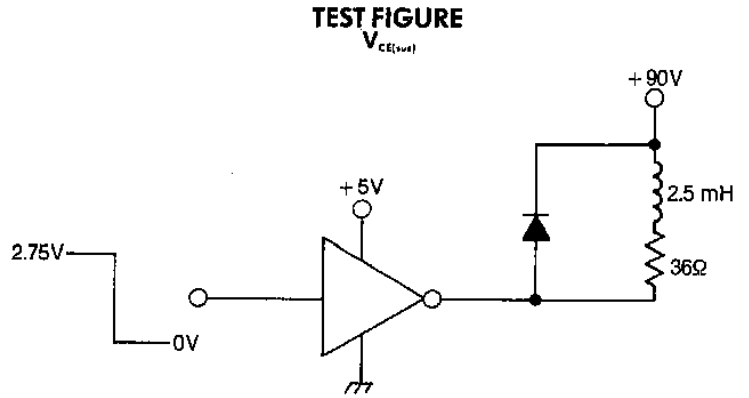 TEST FIGURE
V CE(sus)
+90V
2.5 mH
+5V
2.75V
36Ω
0V